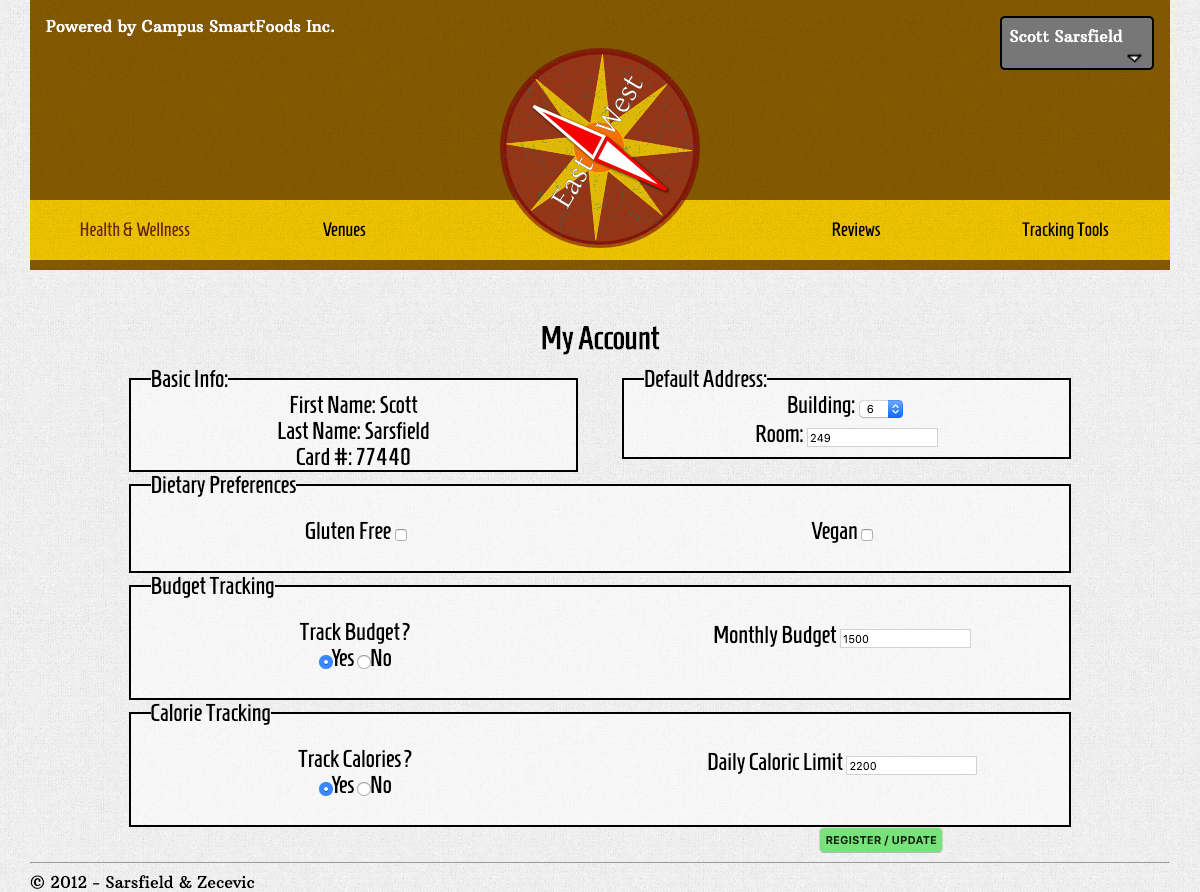 Powered by Campus SmartFoods Inc.
Scott Sarsfield
East West
Health & Wellness
Venues
Reviews
Tracking Tools
My Account
Basic Info:
First Name: Scott
Last Name: Sarsfield
Card #: 77440
Default Address:
Building: 6
Room: 249
Dietary Preferences
Gluten Free
Vegan
Budget Tracking
Track Budget?
Yes No
Monthly Budget 1500
Calorie Tracking
Track Calories?
Yes No
Daily Caloric Limit 2200
REGISTER / UPDATE
© 2012 - Sarsfield & Zecevic